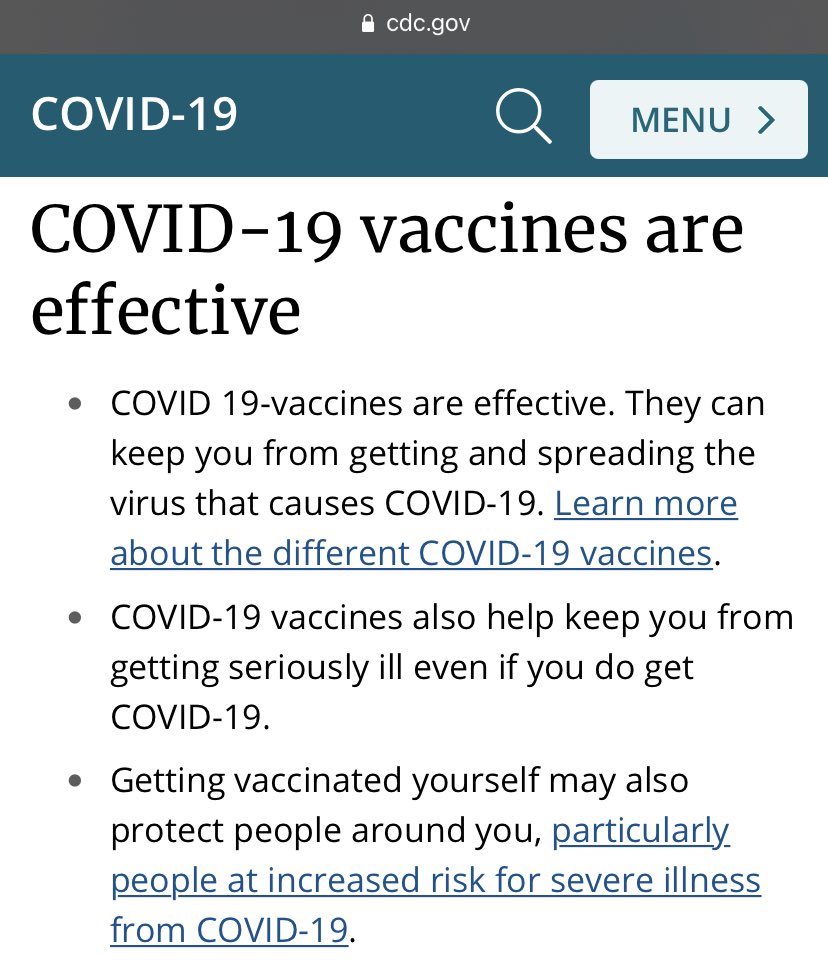 cdc.gov
COVID-19
MENU
COVID-19 vaccines are
effective
COVID 19-vaccines are effective. They can
keep you from getting and spreading the
virus that causes COVID-19. Learn more
about the different COVID-19 vaccines.
COVID-19 vaccines also help keep you from
getting seriously ill even if you do get
COVID-19.
Getting vaccinated yourself may also
protect people around you, particularly
people at increased risk for severe illness
from COVID-19.